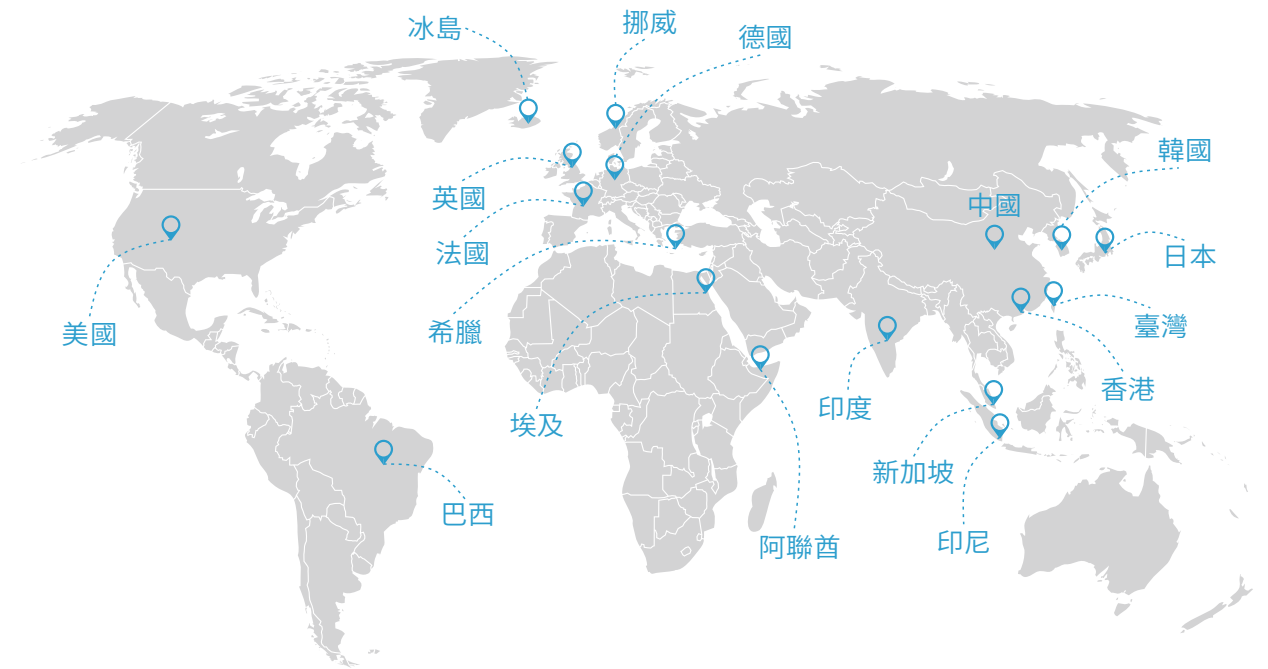 冰島
挪威
德國
韓國
英國
中國
法國
日本
美國
希臘
臺灣
香港
印度
埃及
新加坡
巴西
印尼
阿聯酋